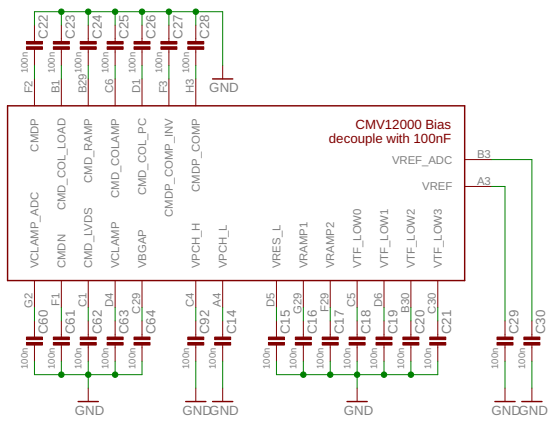 C22 C23 C24 C25 C26 C27 C28
100n 100n 100n 100n 100n 100n 100n
F2 B1 B29 C6 D1 F3 H3
GND
CMDP CMD_COL_LOAD CMD_RAMP CMD_COLAMP CMD_COL_PC CMDP_COMP_INV CMDP_COMP
CMV12000 Bias
decouple with 100nF
VREF_ADC B3
VREF A3
VCLAMP_ADC CMDN CMD_LVDS VCLAMP VBGAP VPCH_H VPCH_L VRES_L VRAMP1 VRAMP2 VTF_LOW0 VTF_LOW1 VTF_LOW2 VTF_LOW3
G2 F1 C1 D4 C29 C4 A4 D5 G29 F29 C5 D6 B30 C30
C60 C61 C62 C63 C64 C92 C14 C15 C16 C17 C18 C19 C20 C21 C29 C30
100n 100n 100n 100n 100n 100n 100n 100n 100n 100n 100n 100n 100n 100n 100n 100n
GND GND GND GND GND GND